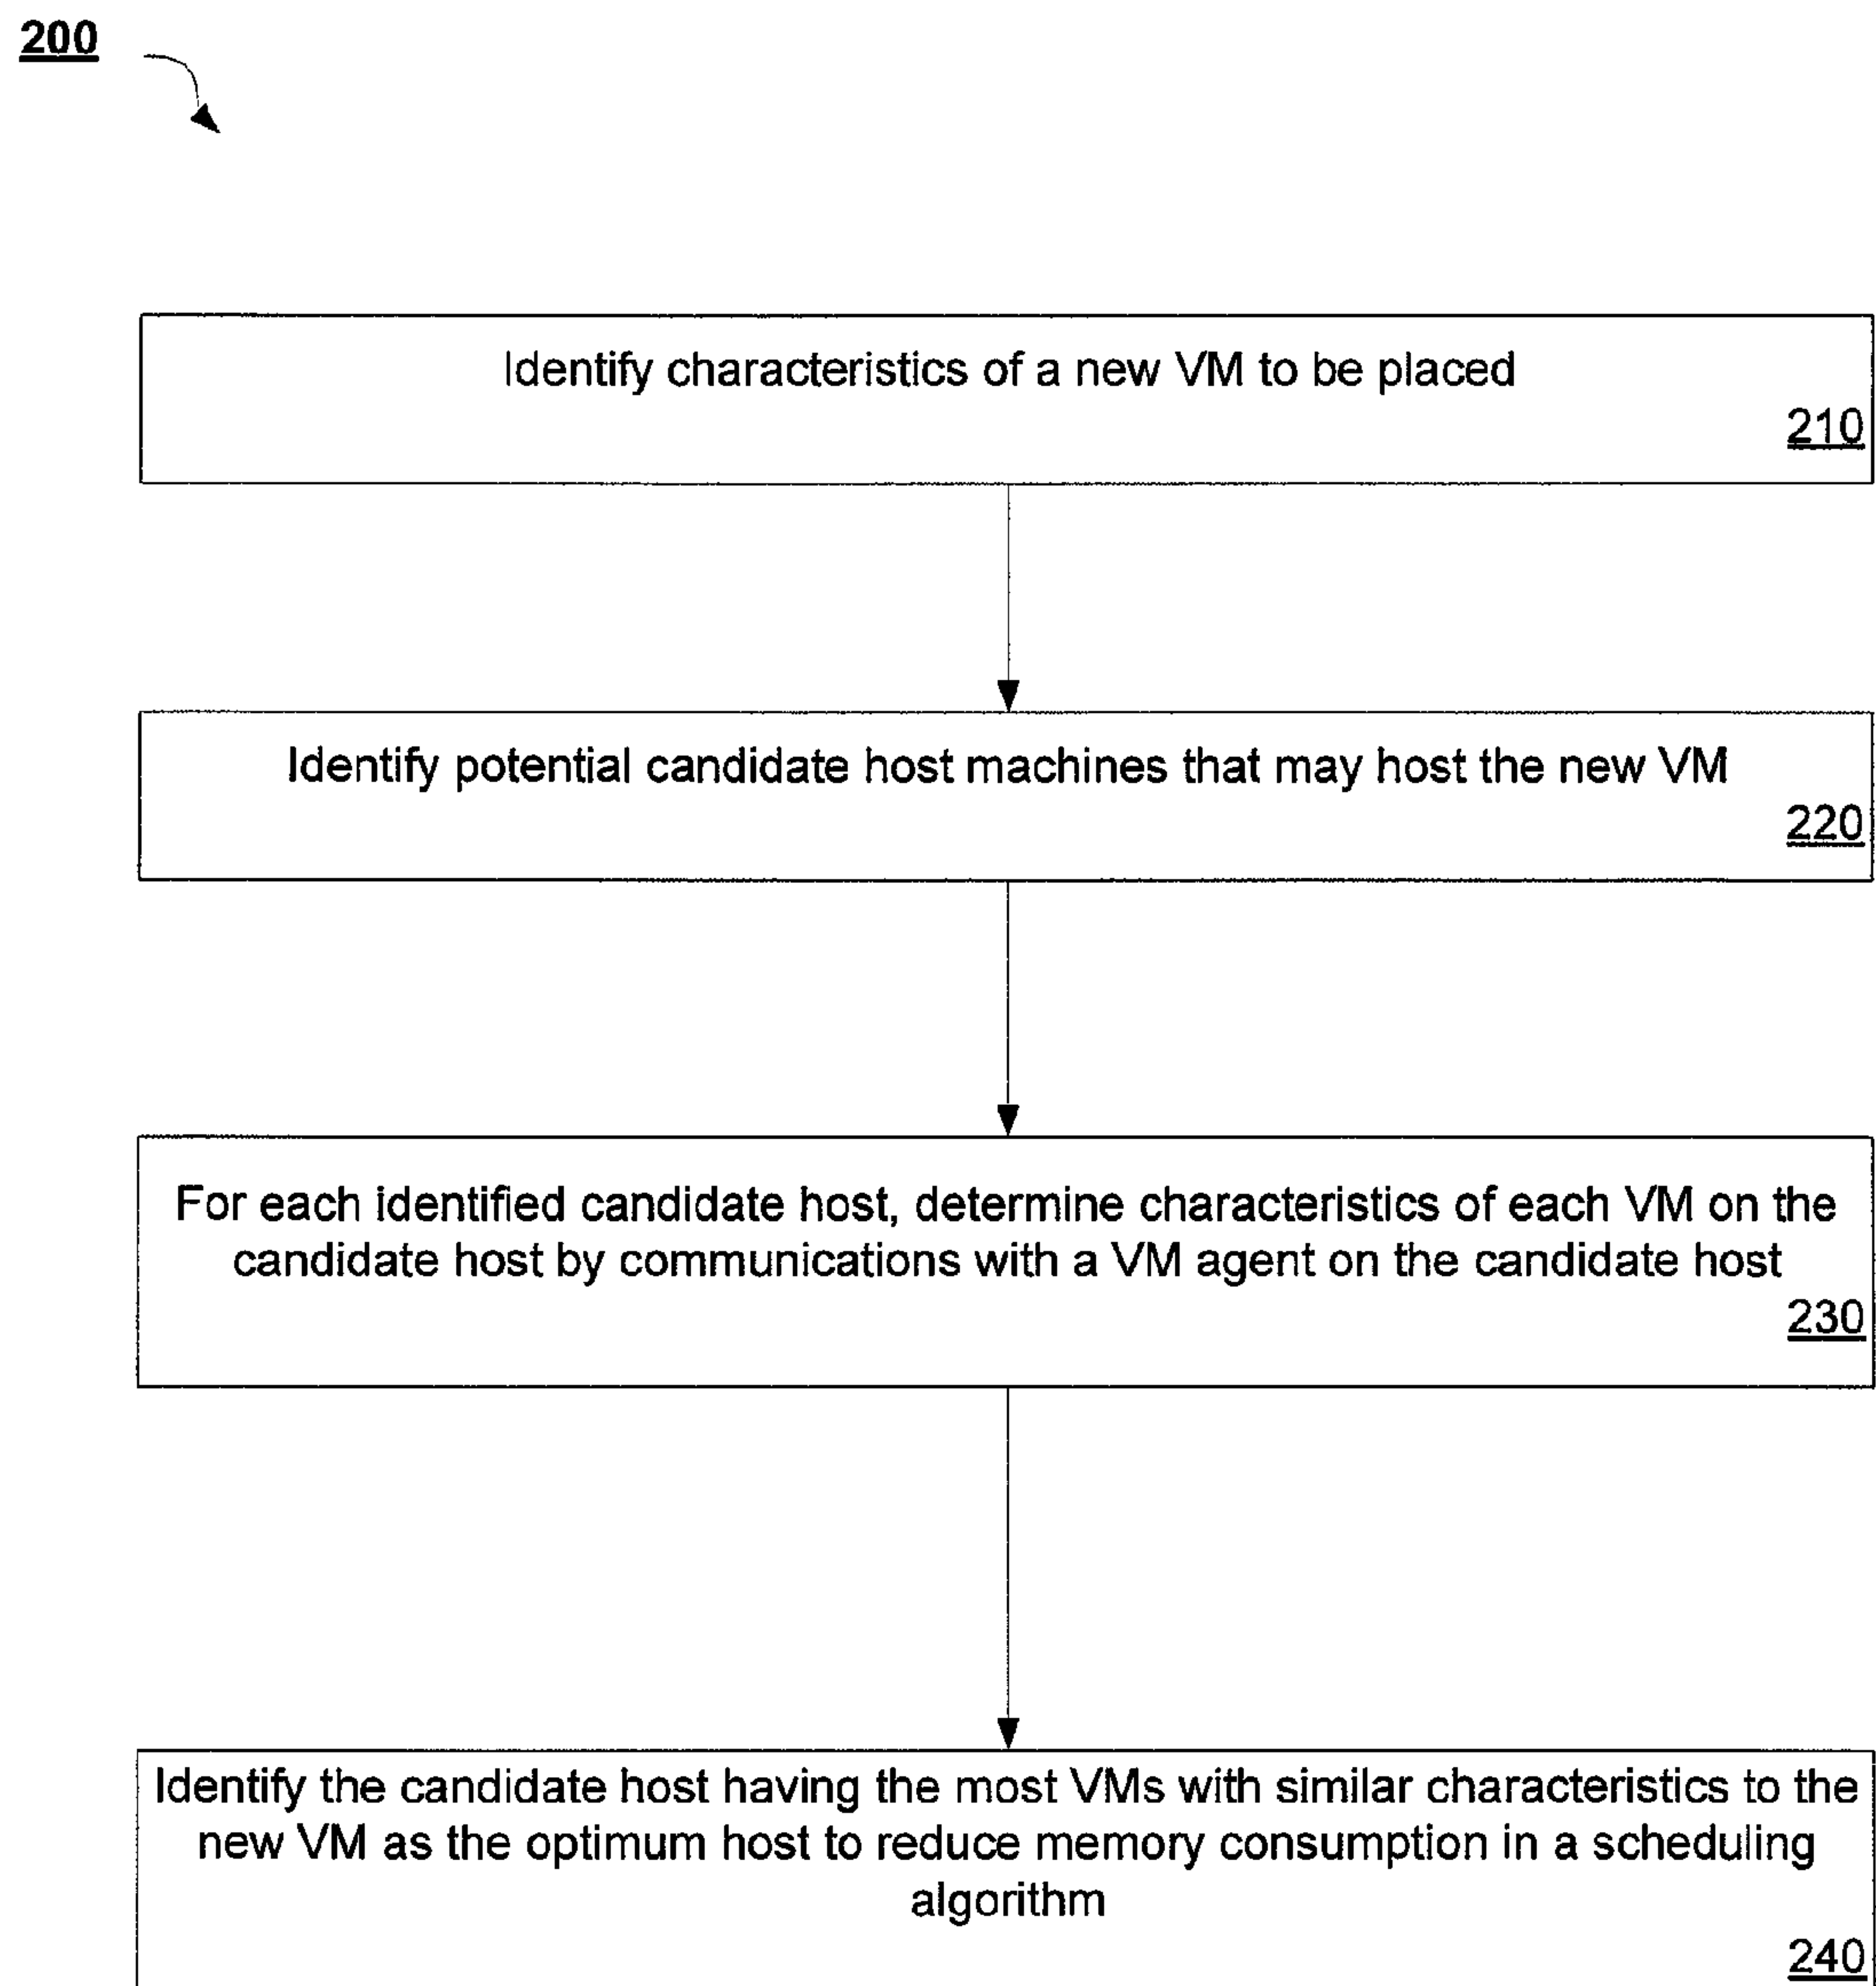 200
Identify characteristics of a new VM to be placed
210
Identify potential candidate host machines that may host the new VM
220
For each identified candidate host, determine characteristics of each VM on the
candidate host by communications with a VM agent on the candidate host
230
Identify the candidate host having the most VMs with similar characteristics to the
new VM as the optimum host to reduce memory consumption in a scheduling
algorithm
240